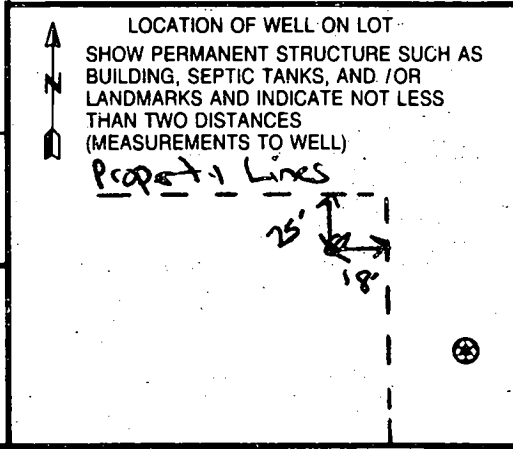 LOCATION OF WELL ON LOT
SHOW PERMANENT STRUCTURE SUCH AS
BUILDING, SEPTIC TANKS, AND /OR
LANDMARKS AND INDICATE NOT LESS
THAN TWO DISTANCES
(MEASUREMENTS TO WELL)
N
Property Lines
25'
18'